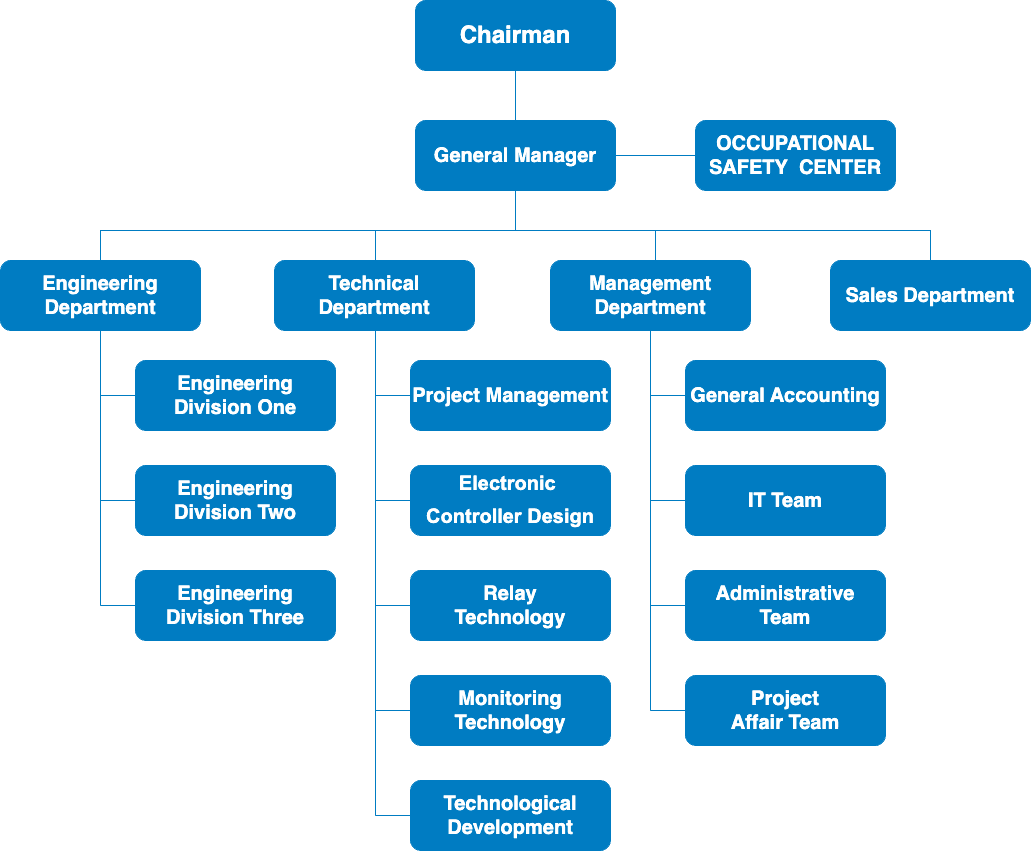 Chairman
General Manager
OCCUPATIONAL
SAFETY CENTER
Engineering
Department
Technical
Department
Management
Department
Sales Department
Engineering
Division One
Project Management
General Accounting
Engineering
Division Two
Electronic
Controller Design
IT Team
Engineering
Division Three
Relay
Technology
Administrative
Team
Monitoring
Technology
Project
Affair Team
Technological
Development